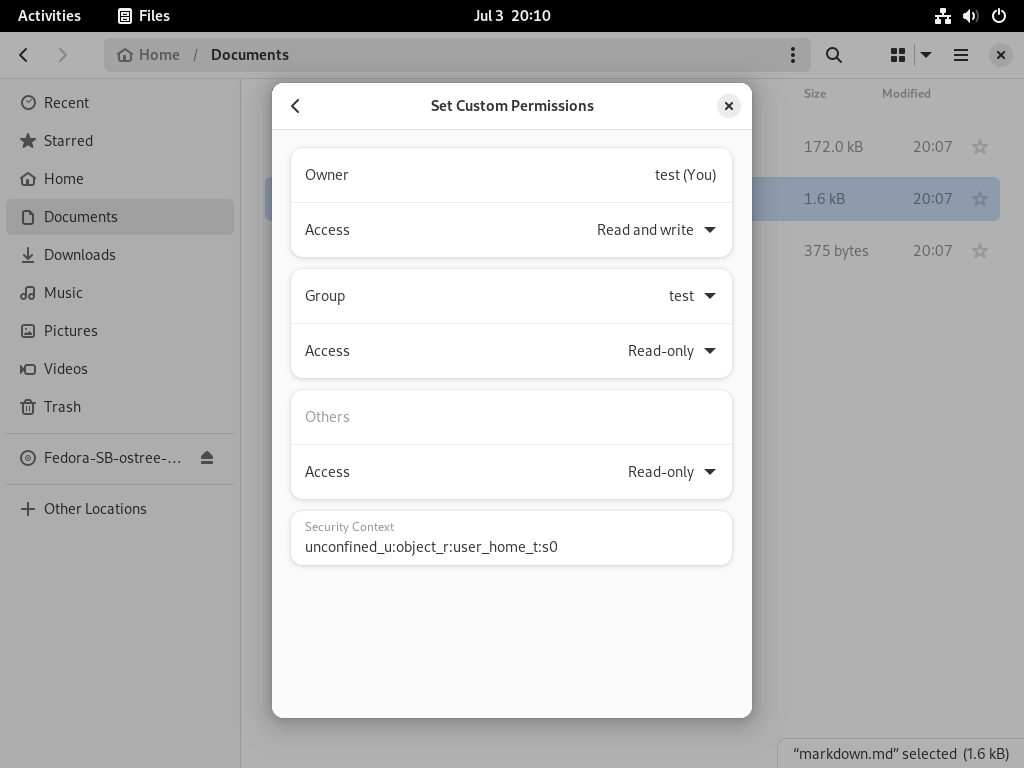 Activities Files Jul 3 20:10
Home / Documents
Recent
Starred
Home
Documents
Downloads
Music
Pictures
Videos
Trash
Fedora-SB-ostree-...
Other Locations
Size Modified
172.0 kB 20:07
1.6 kB 20:07
375 bytes 20:07
Set Custom Permissions
Owner test (You)
Access Read and write
Group test
Access Read-only
Others
Access Read-only
Security Context
unconfined_u:object_r:user_home_t:s0
“markdown.md” selected (1.6 kB)